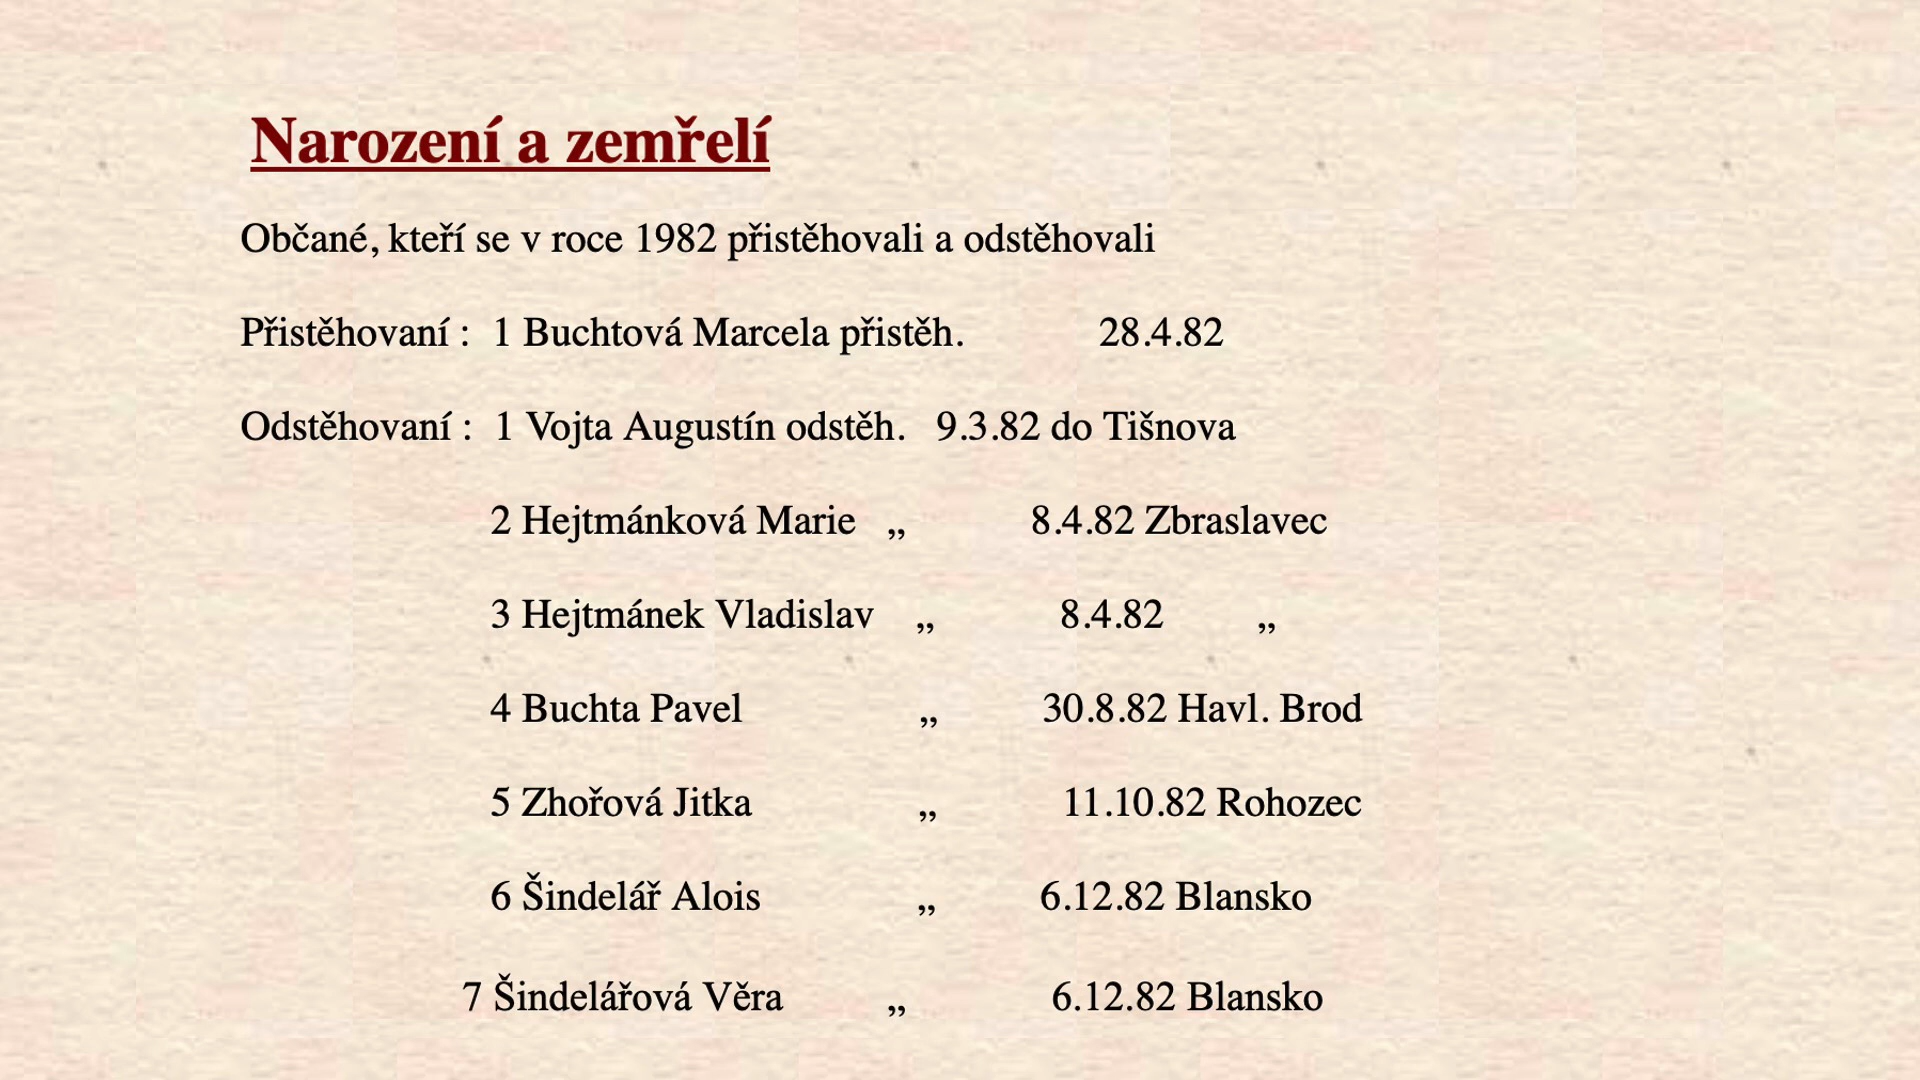 Narození a zemřelí
Občané, kteří se v roce 1982 přistěhovali a odstěhovali
Přistěhovaní :  1 Buchtová Marcela přistěh.             28.4.82
Odstěhovaní :  1 Vojta Augustín odstěh.   9.3.82 do Tišnova
2 Hejtmánková Marie   „            8.4.82 Zbraslavec
3 Hejtmánek Vladislav    „            8.4.82         „
4 Buchta Pavel                 „          30.8.82 Havl. Brod
5 Zhořová Jitka                „            11.10.82 Rohozec
6 Šindelář Alois               „          6.12.82 Blansko
7 Šindelářová Věra          „              6.12.82 Blansko